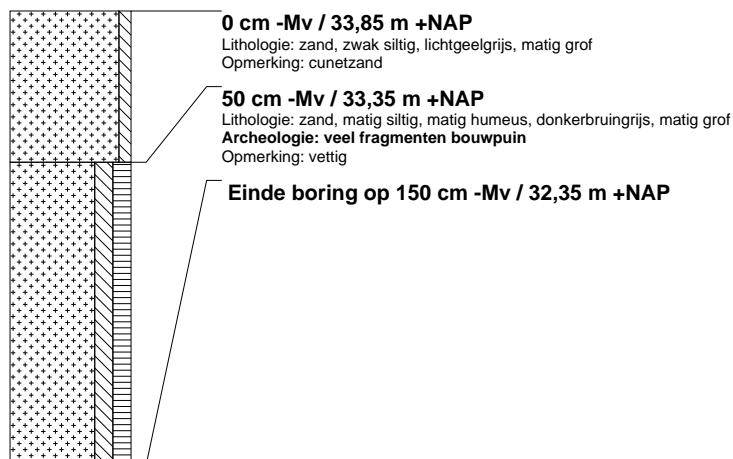 0 cm -Mv / 33,85 m +NAP
Lithologie: zand, zwak siltig, lichtgeelgrijs, matig grof
Opmerking: cunetzand
50 cm -Mv / 33,35 m +NAP
Lithologie: zand, matig siltig, matig humeus, donkerbruingrijs, matig grof
Archeologie: veel fragmenten bouwpuin
Opmerking: vettig
Einde boring op 150 cm -Mv / 32,35 m +NAP